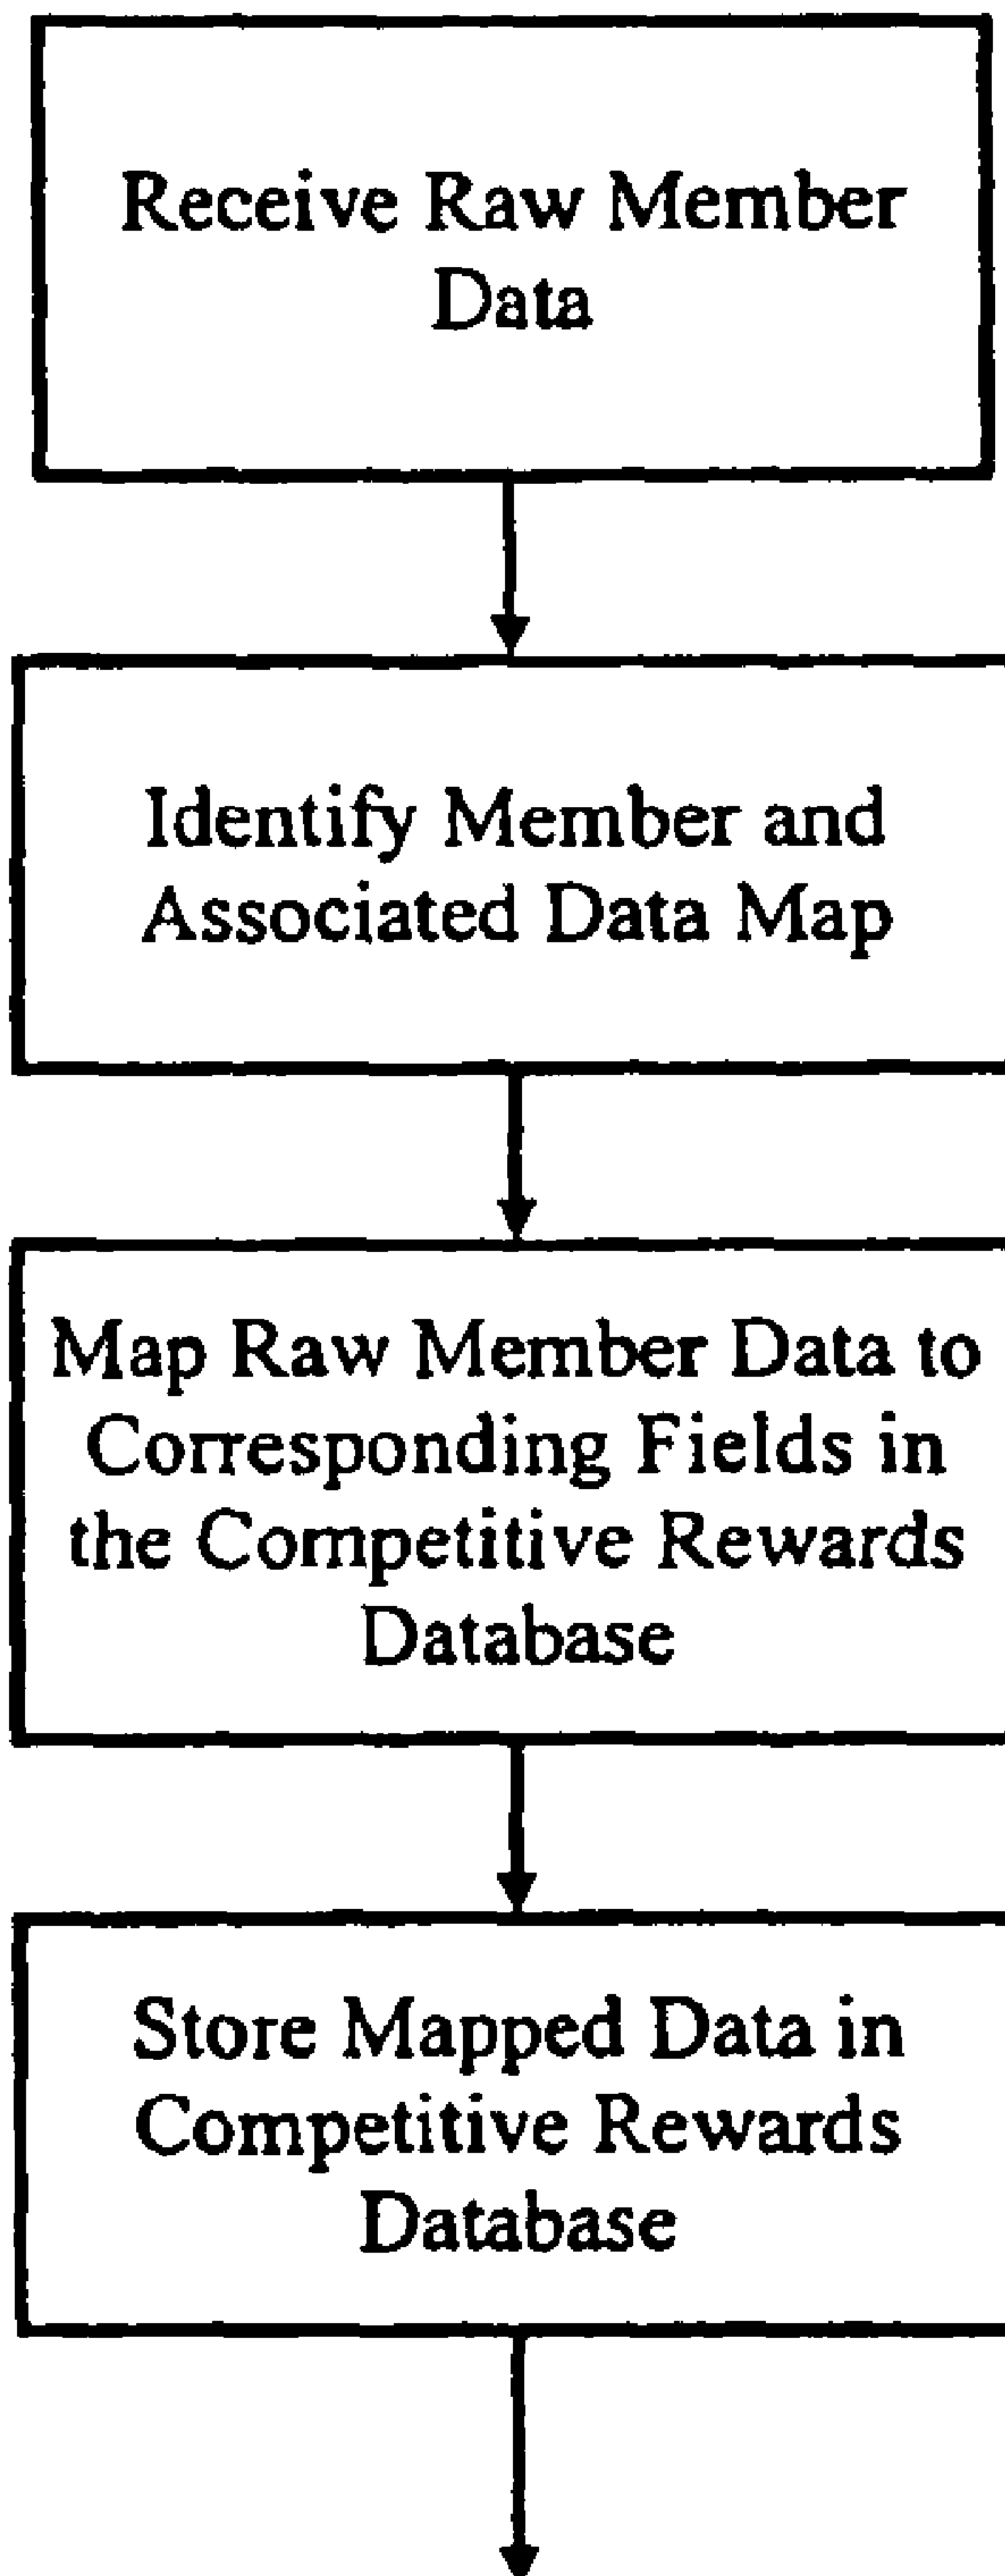 Receive Raw Member
Data
Identify Member and
Associated Data Map
Map Raw Member Data to
Corresponding Fields in
the Competitive Rewards
Database
Store Mapped Data in
Competitive Rewards
Database